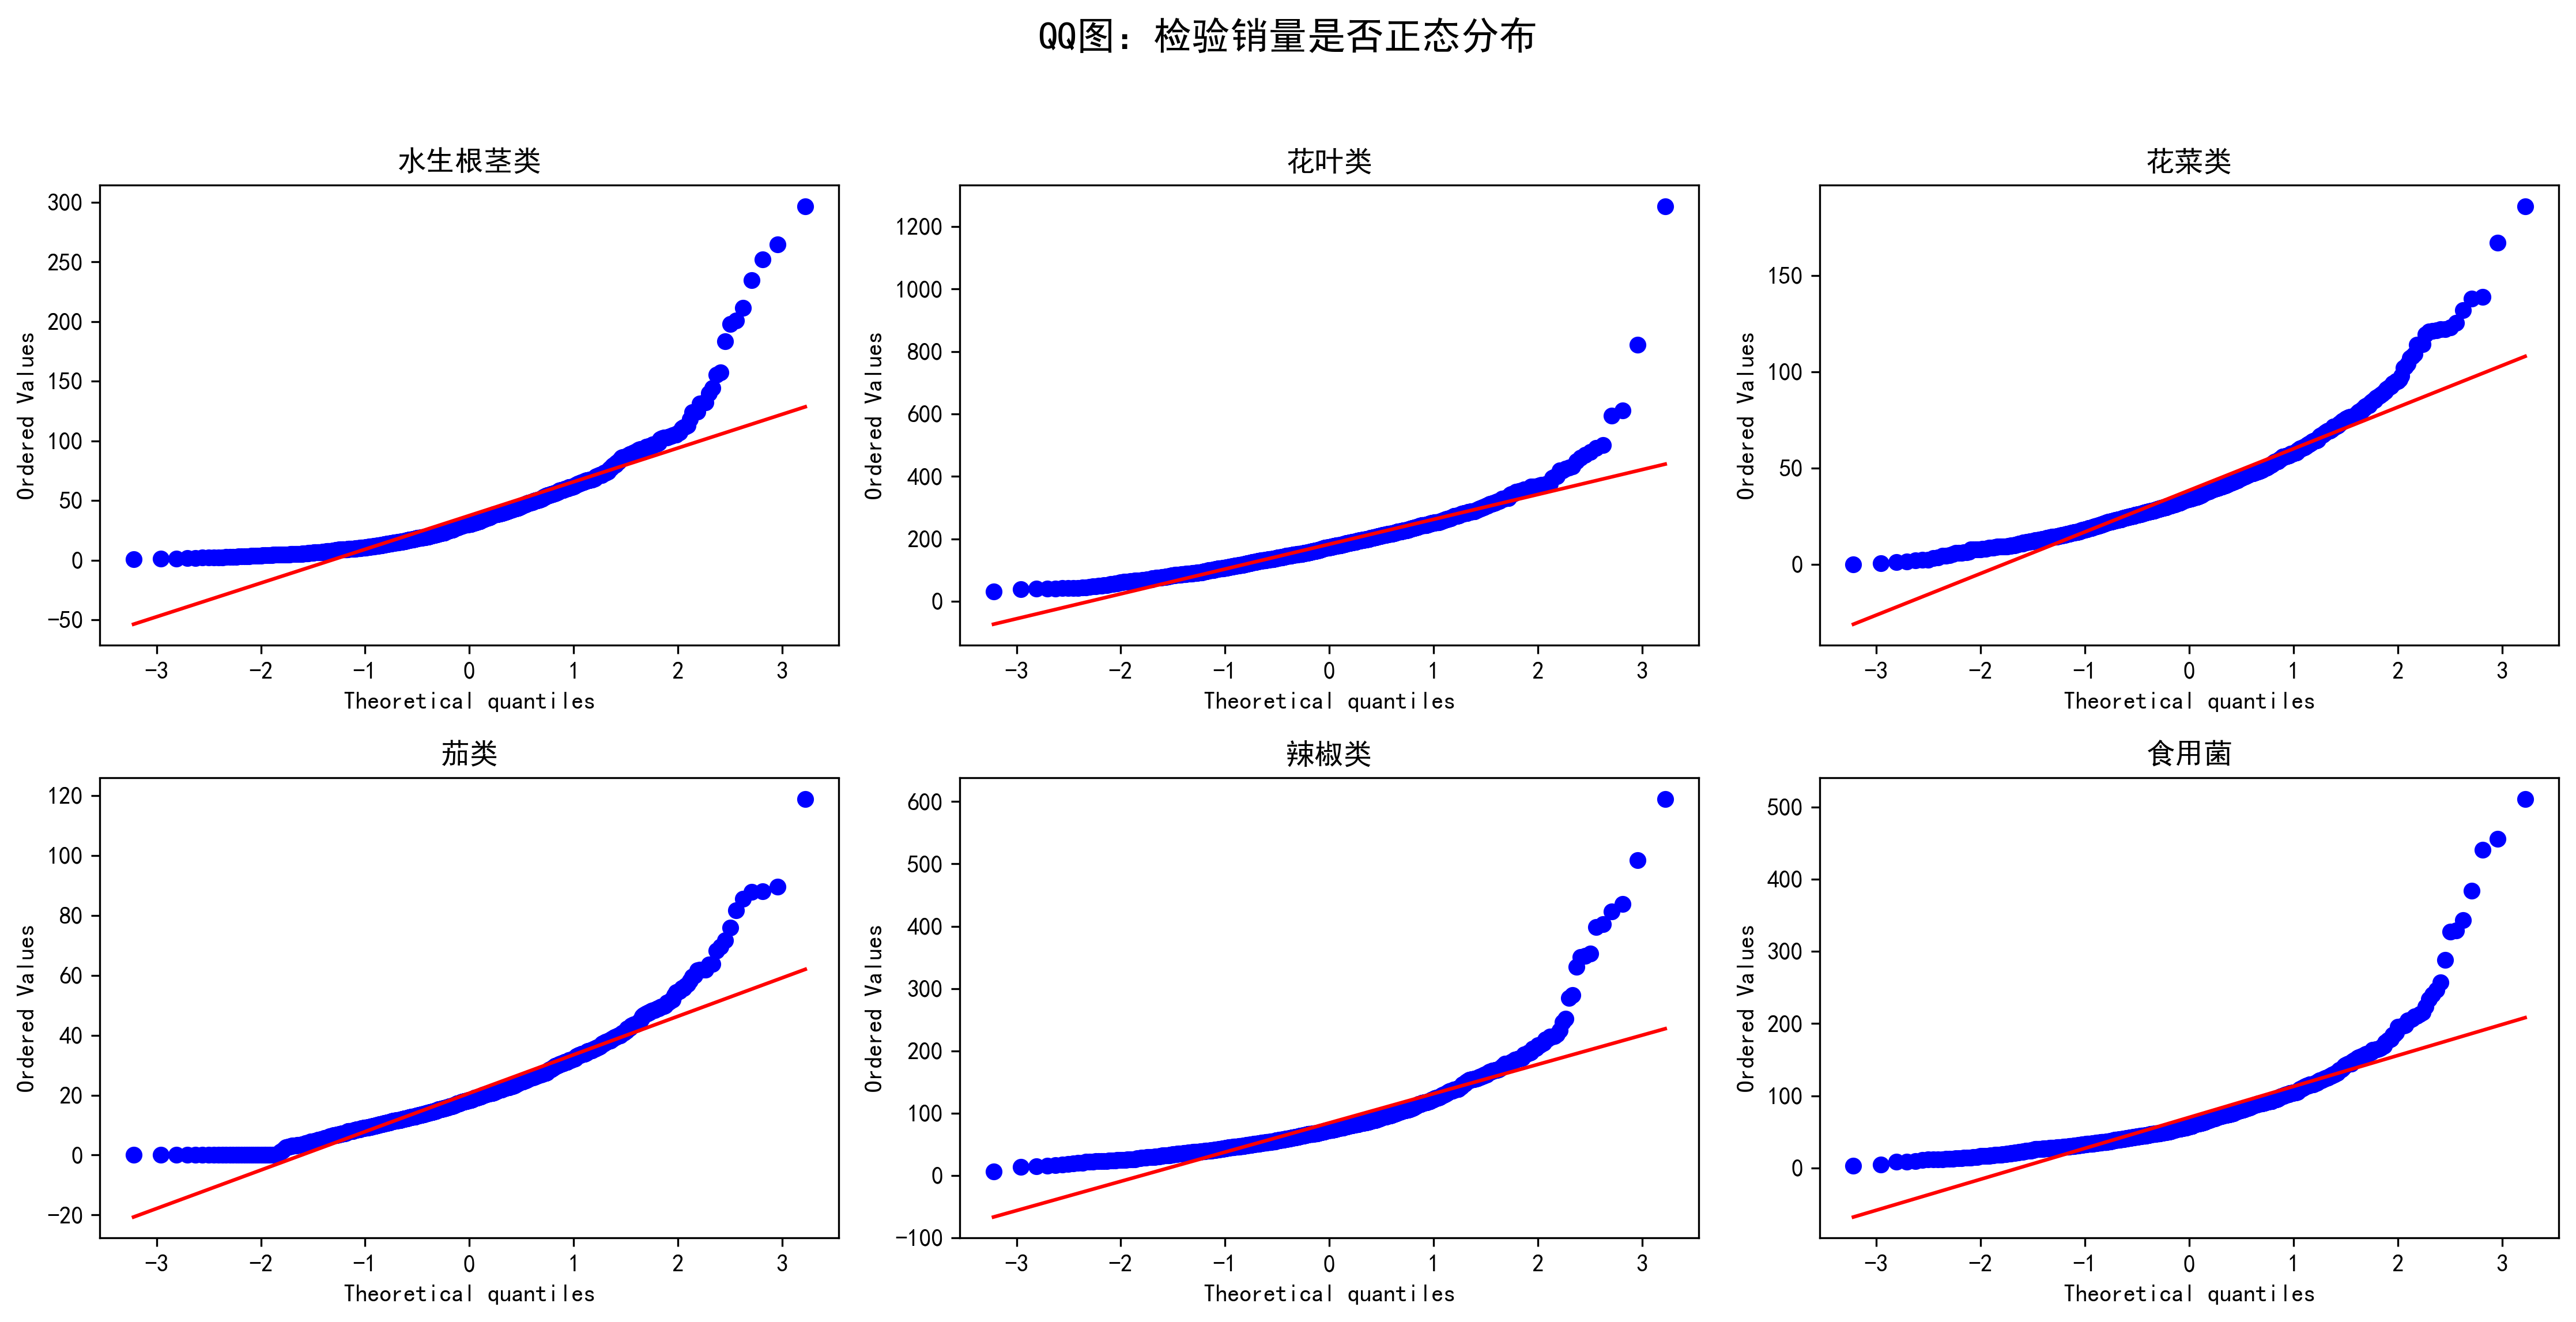 QQ图：检验销量是否正态分布
水生根茎类
300
250
200
150
100
50
0
−50
Ordered Values
−3 −2 −1 0 1 2 3
Theoretical quantiles
花叶类
1200
1000
800
600
400
200
0
Ordered Values
−3 −2 −1 0 1 2 3
Theoretical quantiles
花菜类
150
100
50
0
Ordered Values
−3 −2 −1 0 1 2 3
Theoretical quantiles
茄类
120
100
80
60
40
20
0
−20
Ordered Values
−3 −2 −1 0 1 2 3
Theoretical quantiles
辣椒类
600
500
400
300
200
100
0
−100
Ordered Values
−3 −2 −1 0 1 2 3
Theoretical quantiles
食用菌
500
400
300
200
100
0
Ordered Values
−3 −2 −1 0 1 2 3
Theoretical quantiles